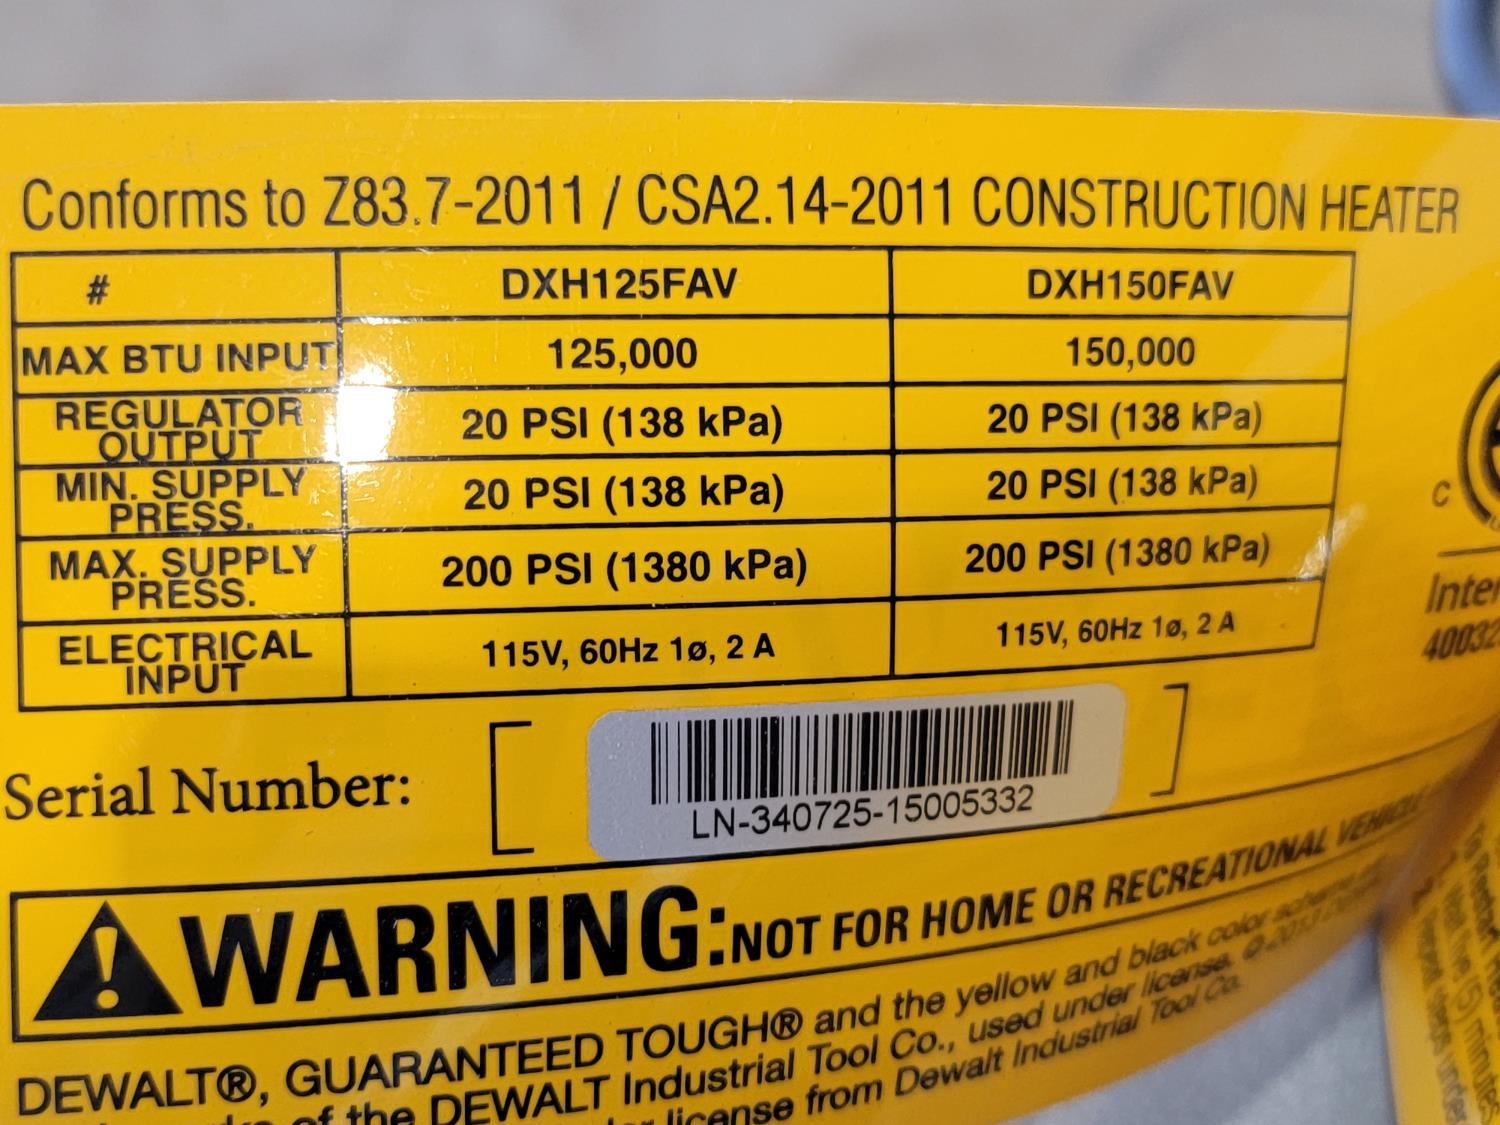 Conforms to Z83.7-2011 / CSA2.14-2011 CONSTRUCTION HEATER
# DXH125FAV DXH150FAV
MAX BTU INPUT 125,000 150,000
REGULATOR OUTPUT 20 PSI (138 kPa) 20 PSI (138 kPa)
MIN. SUPPLY PRESS. 20 PSI (138 kPa) 20 PSI (138 kPa)
MAX. SUPPLY PRESS. 200 PSI (1380 kPa) 200 PSI (1380 kPa)
ELECTRICAL INPUT 115V, 60Hz 1ø, 2 A 115V, 60Hz 1ø, 2 A
C
Serial Number: [ ]
LN-340725-15005332
WARNING: NOT FOR HOME OR RECREATIONAL VEHICLE
DEWALT®, GUARANTEED TOUGH® and the yellow and black color scheme
of the DEWALT Industrial Tool Co., used under license. © 2013
license from Dewalt Industrial Tool Co.